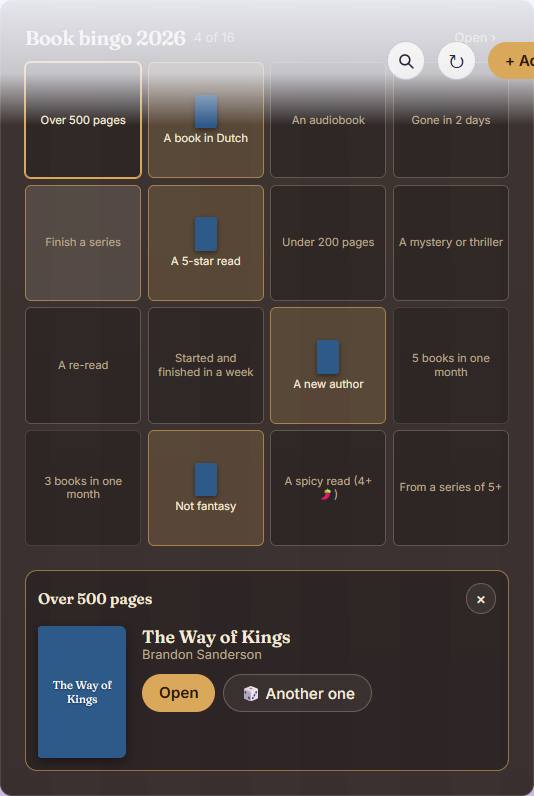 Book bingo 2026 4 of 16 Open ›
Over 500 pages
A book in Dutch
An audiobook
Gone in 2 days
Finish a series
A 5-star read
Under 200 pages
A mystery or thriller
A re-read
Started and
finished in a week
A new author
5 books in one
month
3 books in one
month
Not fantasy
A spicy read (4+
🌶️)
From a series of 5+
Over 500 pages
×
The Way of
Kings
The Way of Kings
Brandon Sanderson
Open
🎲 Another one